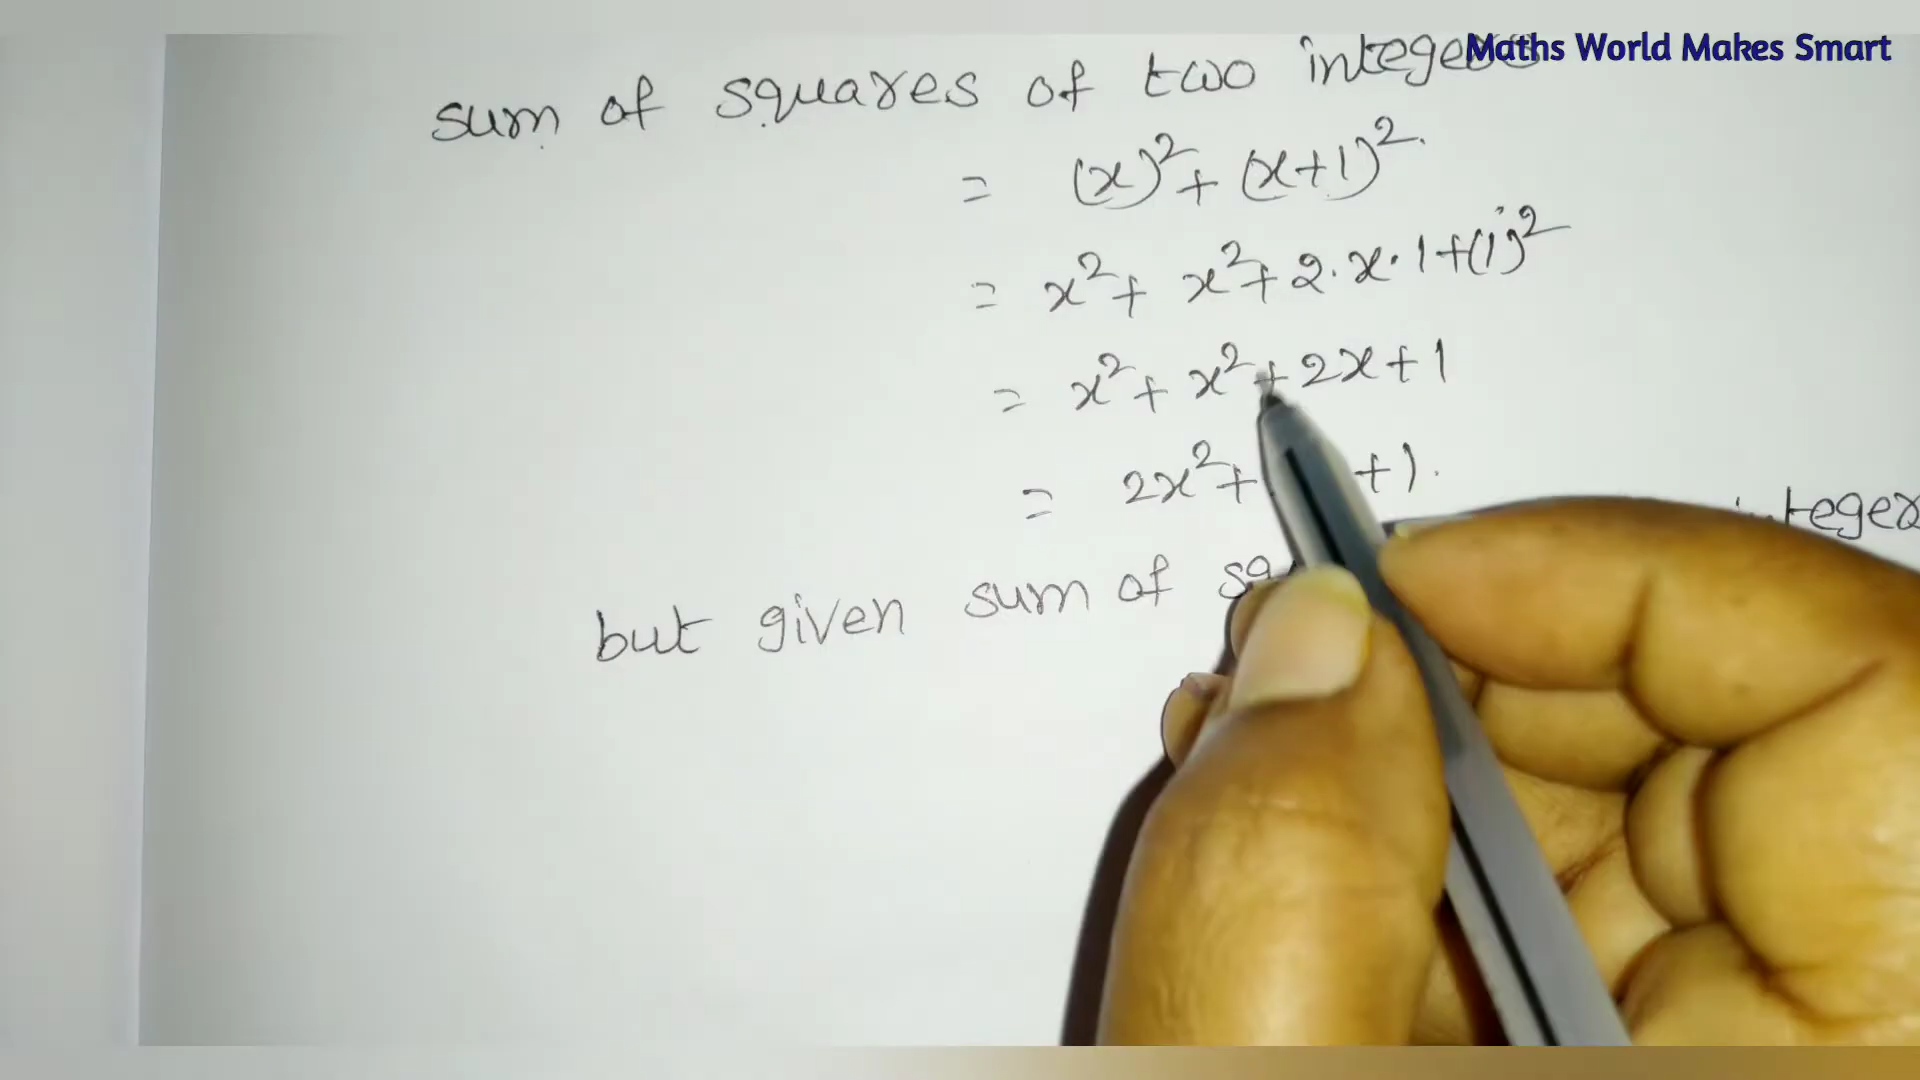 Maths World Makes Smart
sum of squares of two integers
= (x)² + (x+1)²
= x² + x² + 2·x·1 + (1)²
= x² + x² + 2x + 1
= 2x² + + 1.
but given sum of